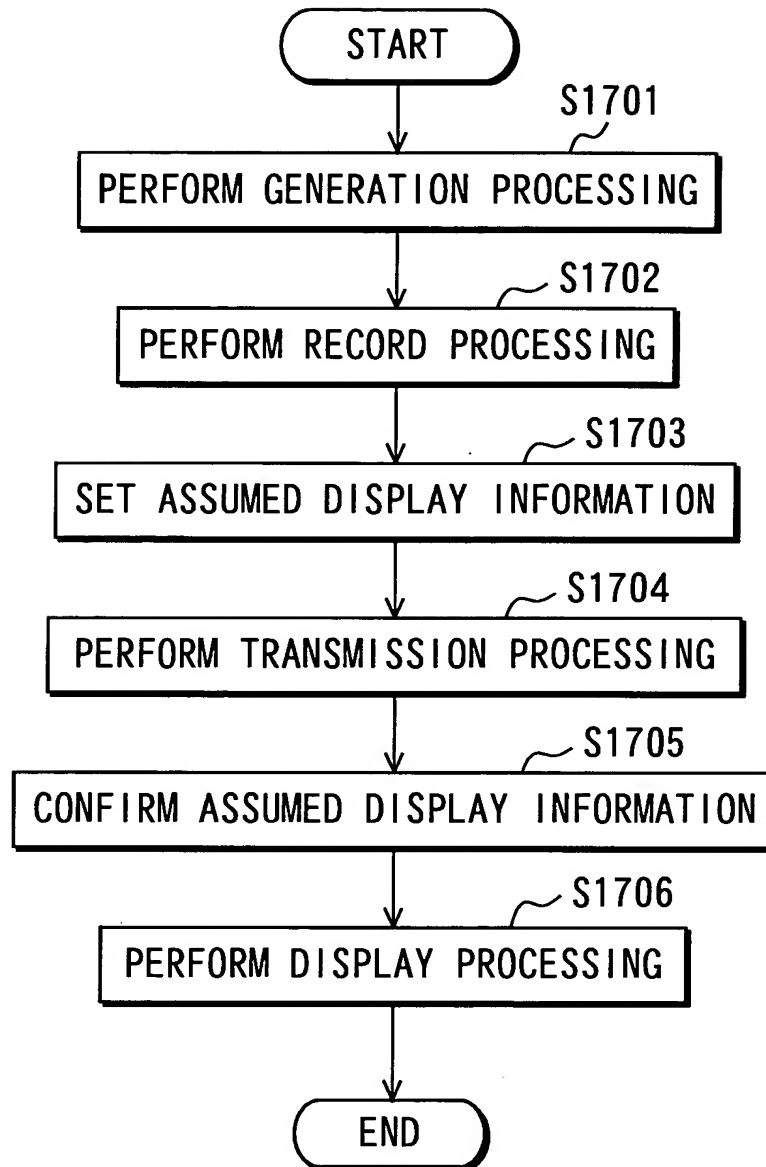 START
S1701
PERFORM GENERATION PROCESSING
S1702
PERFORM RECORD PROCESSING
S1703
SET ASSUMED DISPLAY INFORMATION
S1704
PERFORM TRANSMISSION PROCESSING
S1705
CONFIRM ASSUMED DISPLAY INFORMATION
S1706
PERFORM DISPLAY PROCESSING
END